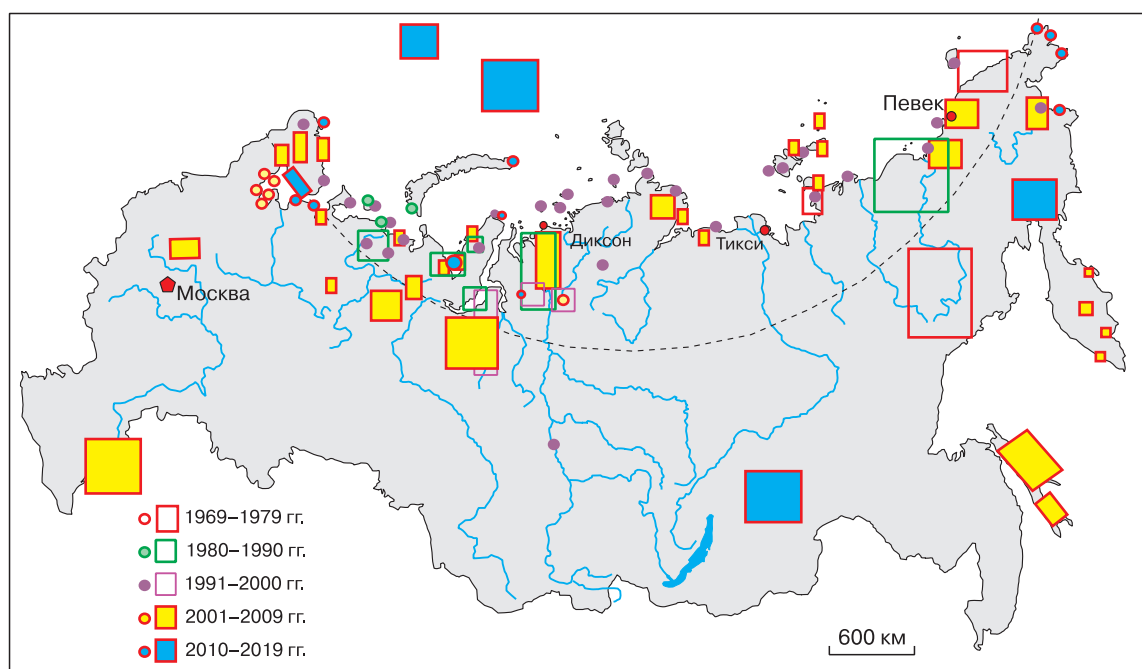 Певек
Диксон
Тикси
Москва
1969–1979 гг.
1980–1990 гг.
1991–2000 гг.
2001–2009 гг.
2010–2019 гг.
600 км